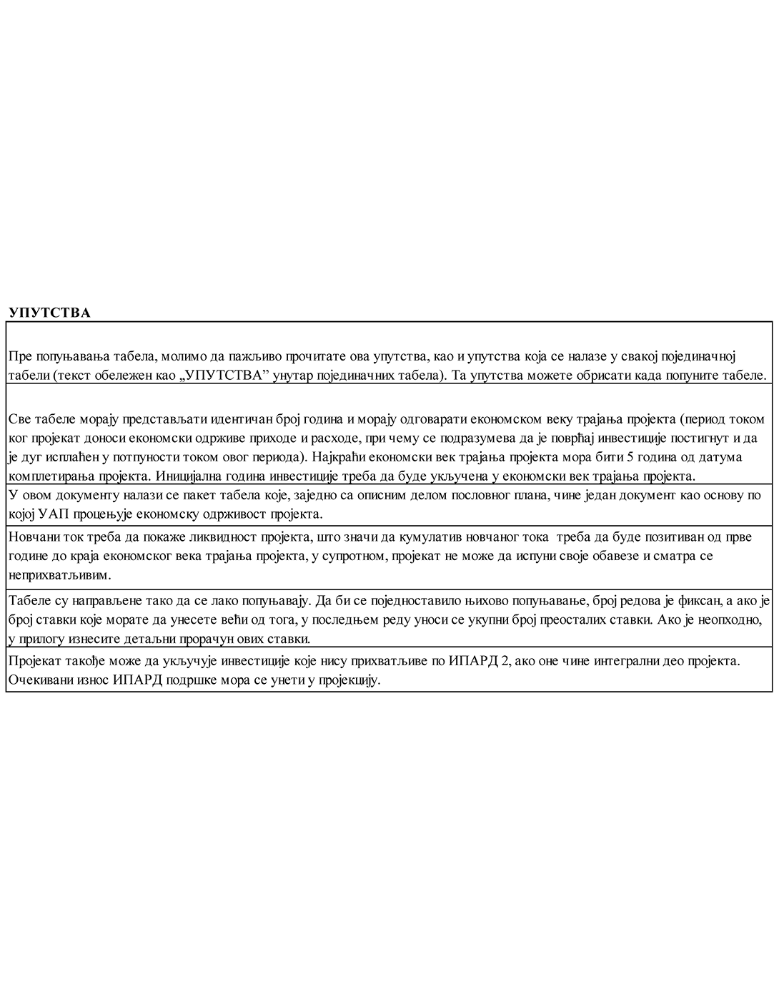 УПУТСТВА
Пре попуњавања табела, молимо да пажљиво прочитате ова упутства, као и упутства која се налазе у свакој појединачној
табели (текст обележен као „УПУТСТВА” унутар појединачних табела). Та упутства можете обрисати када попуните табеле.
Све табеле морају представљати идентичан број година и морају одговарати економском веку трајања пројекта (период током
ког пројекат доноси економски одрживе приходе и расходе, при чему се подразумева да је поврћај инвестиције постигнут и да
је дуг исплаћен у потпуности током овог периода). Најкраћи економски век трајања пројекта мора бити 5 година од датума
комплетирања пројекта. Иницијална година инвестиције треба да буде укључена у економски век трајања пројекта.
У овом документу налази се пакет табела које, заједно са описним делом пословног плана, чине један документ као основу по
којој УАП процењује економску одрживост пројекта.
Новчани ток треба да покаже ликвидност пројекта, што значи да кумулатив новчаног тока  треба да буде позитиван од прве
године до краја економског века трајања пројекта, у супротном, пројекат не може да испуни своје обавезе и сматра се
неприхватљивим.
Табеле су направљене тако да се лако попуњавају. Да би се поједноставило њихово попуњавање, број редова је фиксан, а ако је
број ставки које морате да унесете већи од тога, у последњем реду уноси се укупни број преосталих ставки. Ако је неопходно,
у прилогу изнесите детаљни прорачун ових ставки.
Пројекат такође може да укључује инвестиције које нису прихватљиве по ИПАРД 2, ако оне чине интегрални део пројекта.
Очекивани износ ИПАРД подршке мора се унети у пројекцију.